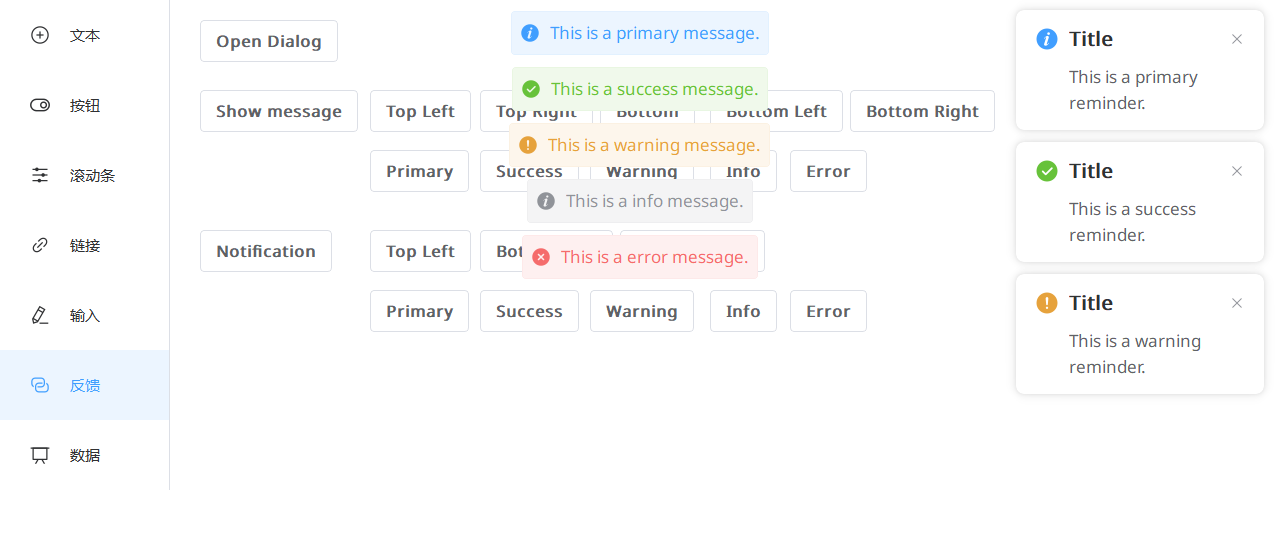 文本
按钮
滚动条
链接
输入
反馈
数据
Open Dialog
Show message
Top Left
Top Right
Bottom
Bottom Left
Bottom Right
Primary
Success
Warning
Info
Error
Notification
Top Left
Primary
Success
Warning
Info
Error
This is a primary message.
This is a success message.
This is a warning message.
This is a info message.
This is a error message.
Title
This is a primary
reminder.
Title
This is a success
reminder.
Title
This is a warning
reminder.